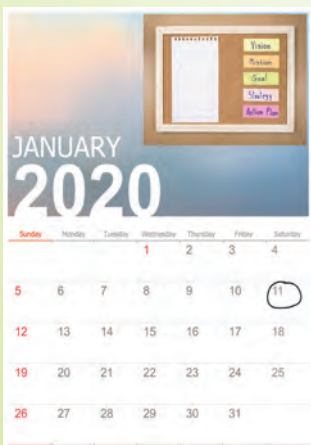 Vision
Mission
Goal
Strategy
Action Plan
JANUARY
2020
Sunday Monday Tuesday Wednesday Thursday Friday Saturday
1 2 3 4
5 6 7 8 9 10 11
12 13 14 15 16 17 18
19 20 21 22 23 24 25
26 27 28 29 30 31